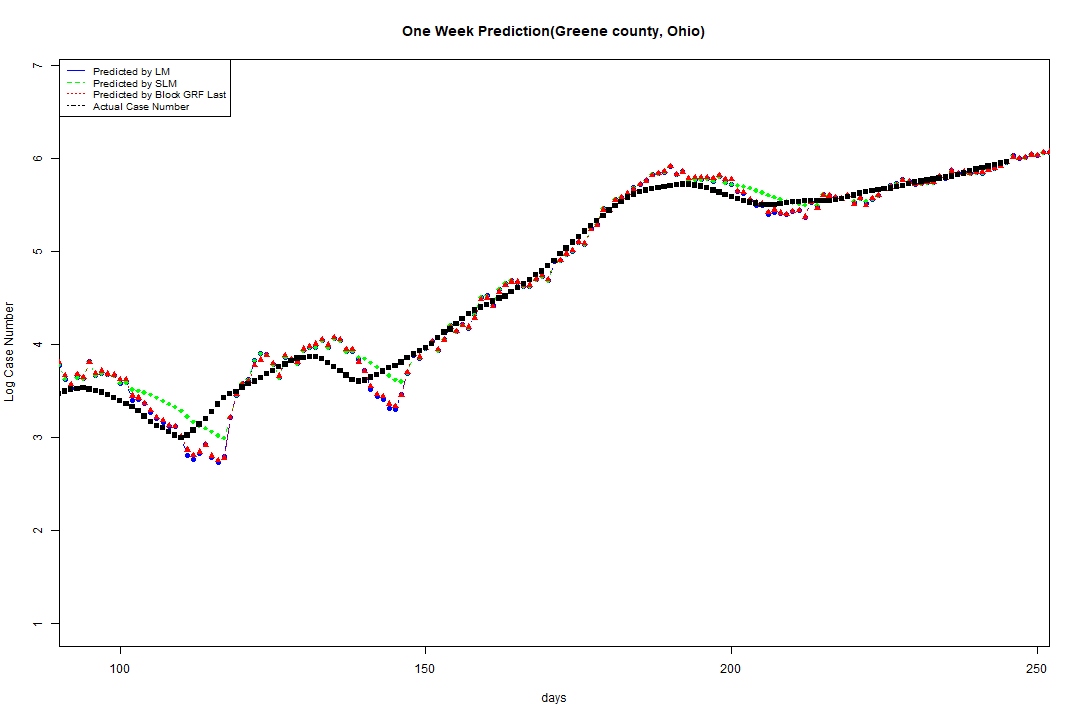 One Week Prediction(Greene county, Ohio)
Predicted by LM
Predicted by SLM
Predicted by Block GRF Last
Actual Case Number
7
6
5
4
3
2
1
Log Case Number
100 150 200 250
days